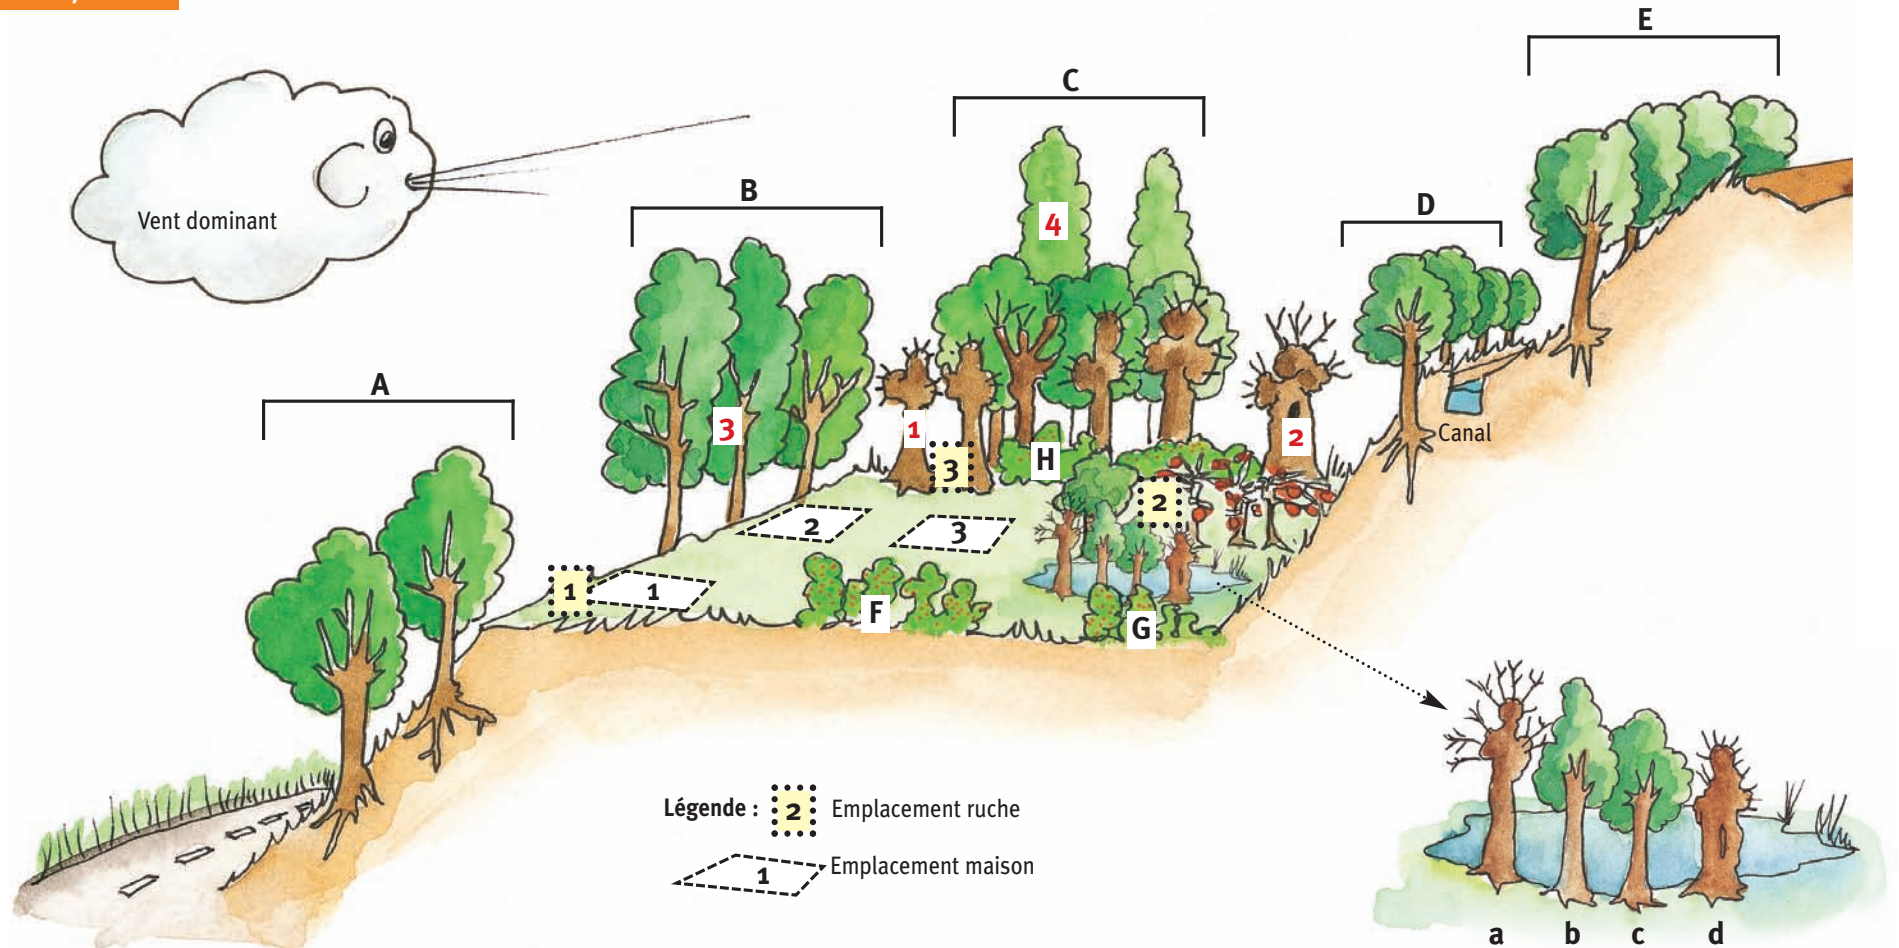 E
C
B
D
A
Vent dominant
4
3
1
2
3
H
2
Canal
2
3
1
1
F
G
Légende :
2
Emplacement ruche
1
Emplacement maison
a
b
c
d